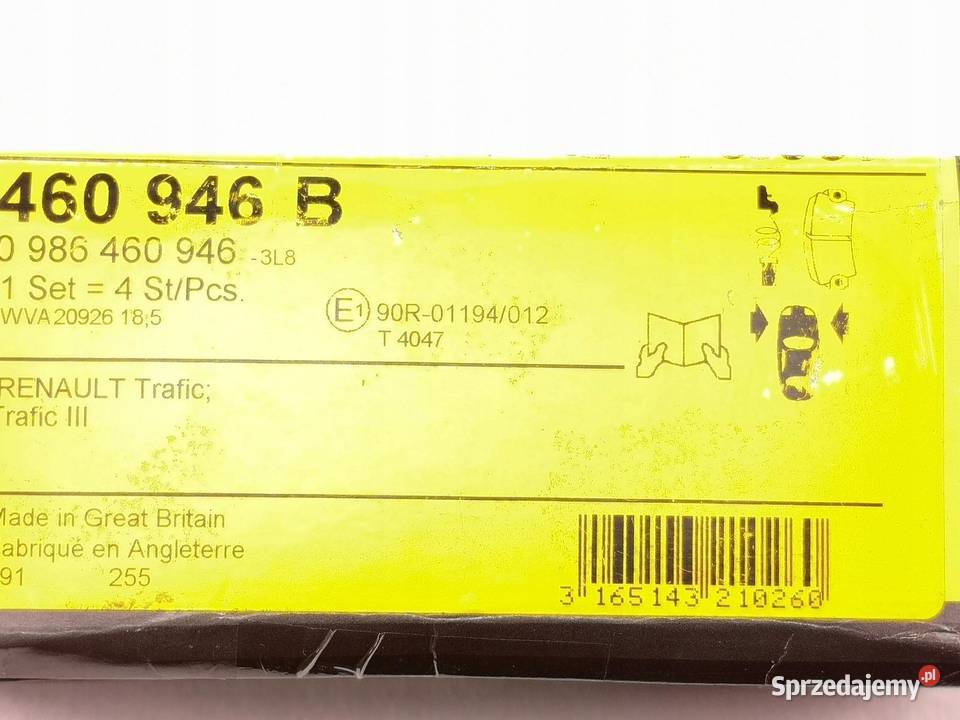 460 946 B
0 986 460 946 -3L8
1 Set = 4 St/Pcs.
WVA 20926 18,5
E1 90R-01194/012
T 4047
RENAULT Trafic;
Trafic III
Made in Great Britain
abriqué en Angleterre
91 255
3 165143 210260
Sprzedajemy.pl